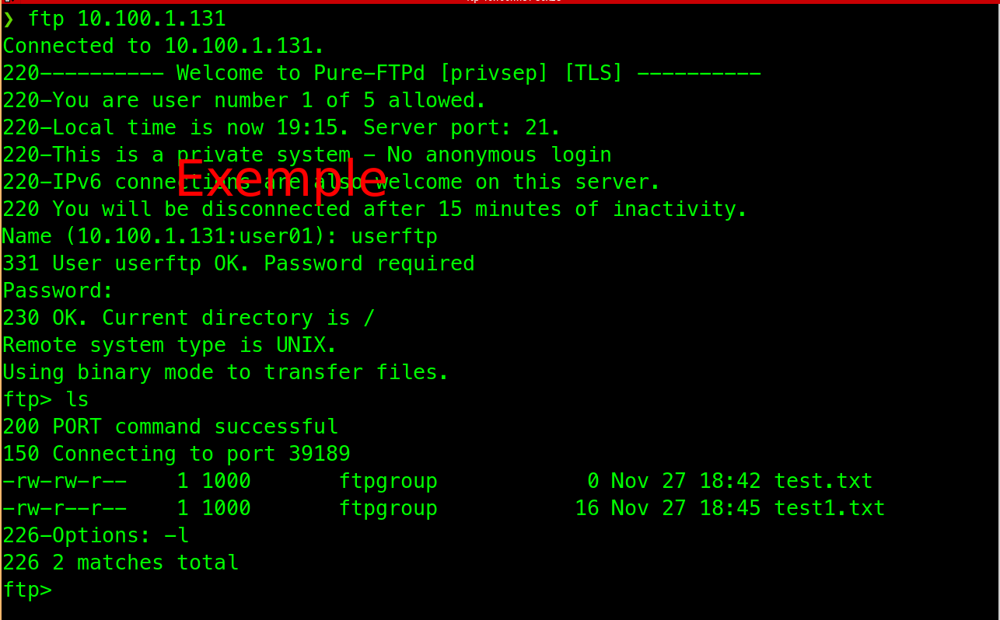 ❯ ftp 10.100.1.131
Connected to 10.100.1.131.
220---------- Welcome to Pure-FTPd [privsep] [TLS] ----------
220-You are user number 1 of 5 allowed.
220-Local time is now 19:15. Server port: 21.
220-This is a private system - No anonymous login
Exemple
220-IPv6 connections are also welcome on this server.
220 You will be disconnected after 15 minutes of inactivity.
Name (10.100.1.131:user01): userftp
331 User userftp OK. Password required
Password:
230 OK. Current directory is /
Remote system type is UNIX.
Using binary mode to transfer files.
ftp> ls
200 PORT command successful
150 Connecting to port 39189
-rw-rw-r--    1 1000       ftpgroup            0 Nov 27 18:42 test.txt
-rw-r--r--    1 1000       ftpgroup           16 Nov 27 18:45 test1.txt
226-Options: -l
226 2 matches total
ftp>